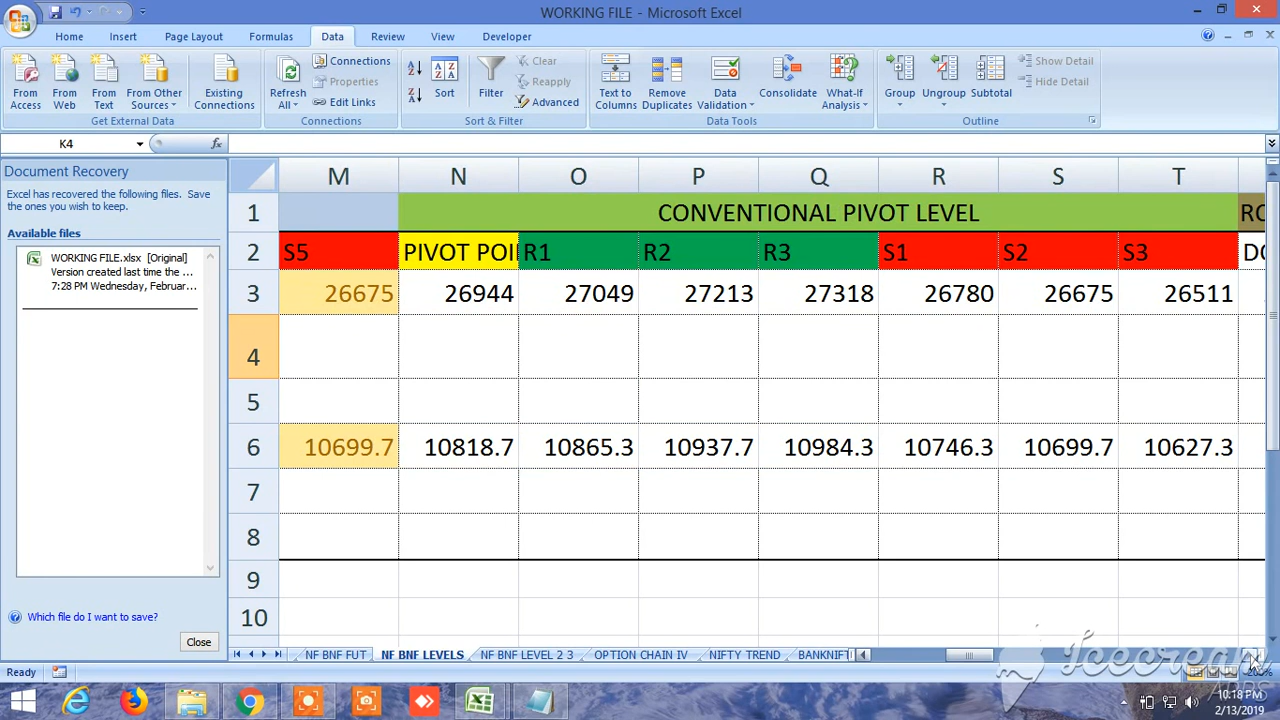 WORKING FILE - Microsoft Excel
Home Insert Page Layout Formulas Data Review View Developer
From Access
From Web
From Text
From Other Sources
Existing Connections
Get External Data
Refresh All
Connections
Properties
Edit Links
Connections
Sort
Filter
Clear
Reapply
Advanced
Sort & Filter
Text to Columns
Remove Duplicates
Data Validation
Consolidate
What-If Analysis
Data Tools
Group
Ungroup
Subtotal
Show Detail
Hide Detail
Outline
K4 fx
Document Recovery
Excel has recovered the following files. Save
the ones you wish to keep.
Available files
WORKING FILE.xlsx [Original]
Version created last time the ...
7:28 PM Wednesday, Februar...
Which file do I want to save?
Close
M N O P Q R S T
1 CONVENTIONAL PIVOT LEVEL
2 S5 PIVOT POI R1 R2 R3 S1 S2 S3
3 26675 26944 27049 27213 27318 26780 26675 26511
4
5
6 10699.7 10818.7 10865.3 10937.7 10984.3 10746.3 10699.7 10627.3
7
8
9
10
NF BNF FUT NF BNF LEVELS NF BNF LEVEL 2 3 OPTION CHAIN IV NIFTY TREND BANKNIFT
Ready
Icecream
APPS
10:18 PM
2/13/2019